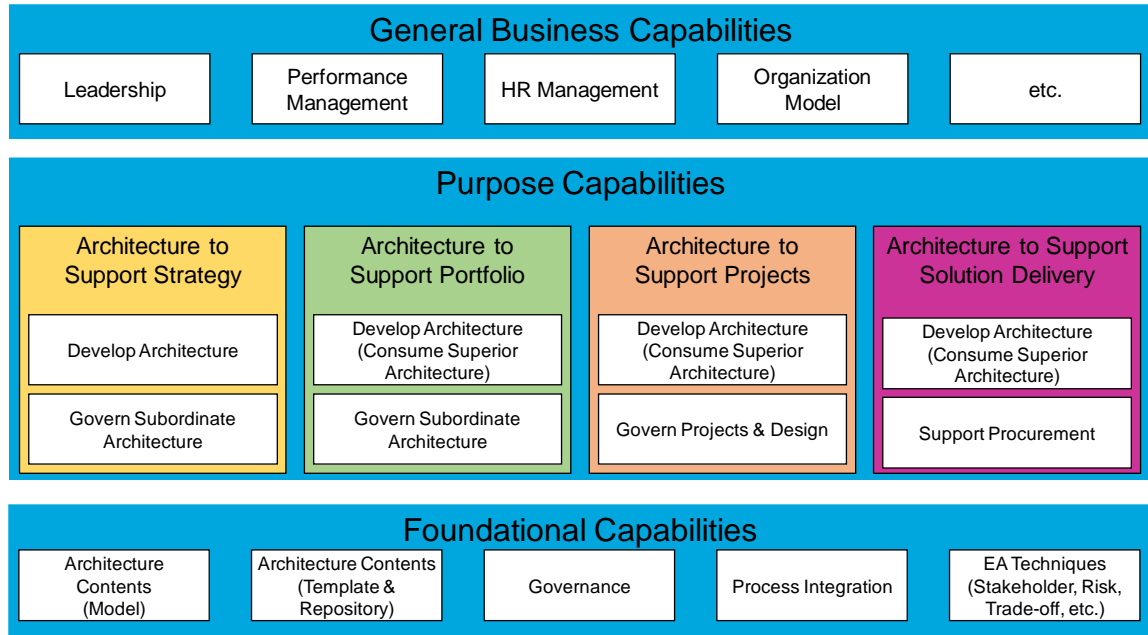 General Business Capabilities
Leadership
Performance
Management
HR Management
Organization
Model
etc.
Purpose Capabilities
Architecture to
Support Strategy
Develop Architecture
Govern Subordinate
Architecture
Architecture to
Support Portfolio
Develop Architecture
(Consume Superior
Architecture)
Govern Subordinate
Architecture
Architecture to
Support Projects
Develop Architecture
(Consume Superior
Architecture)
Govern Projects & Design
Architecture to Support
Solution Delivery
Develop Architecture
(Consume Superior
Architecture)
Support Procurement
Foundational Capabilities
Architecture
Contents
(Model)
Architecture Contents
(Template &
Repository)
Governance
Process Integration
EA Techniques
(Stakeholder, Risk,
Trade-off, etc.)